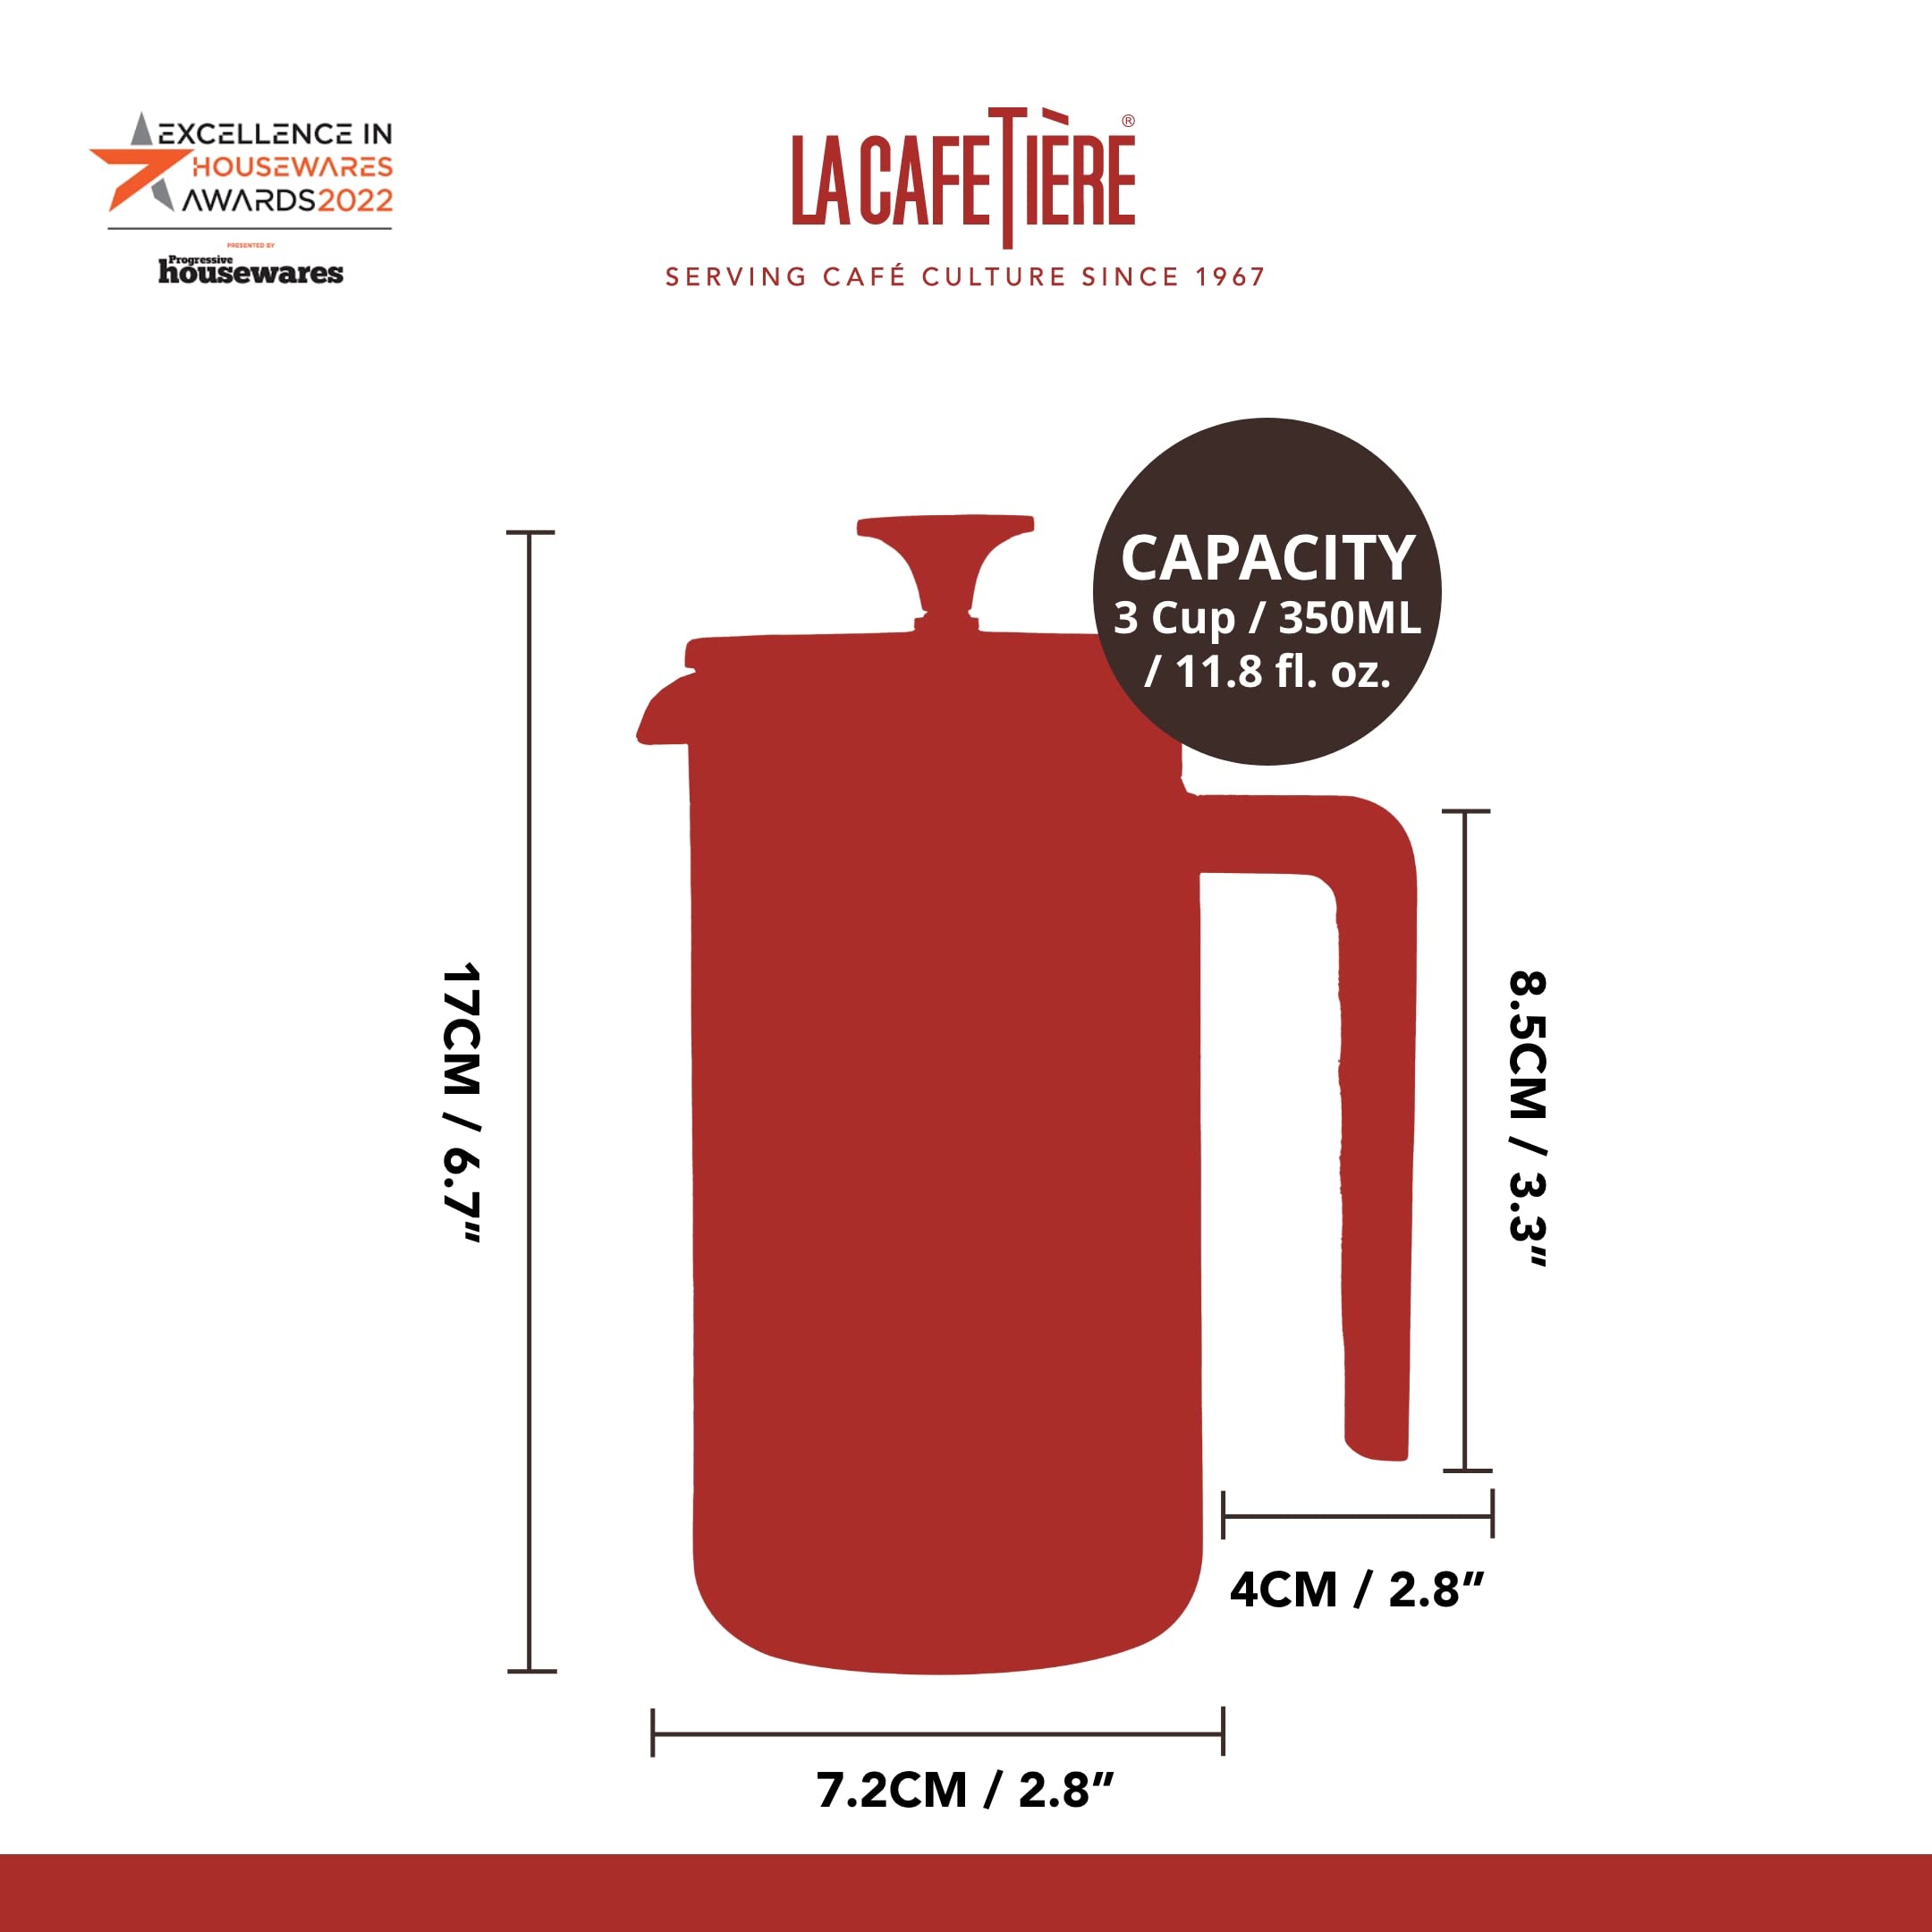 EXCELLENCE IN
HOUSEWARES
AWARDS2022
PRESENTED BY
Progressive
housewares
LA CAFETIÈRE®
SERVING CAFÉ CULTURE SINCE 1967
CAPACITY
3 Cup / 350ML
/ 11.8 fl. oz.
17CM / 6.7”
8.5CM / 3.3”
4CM / 2.8”
7.2CM / 2.8”